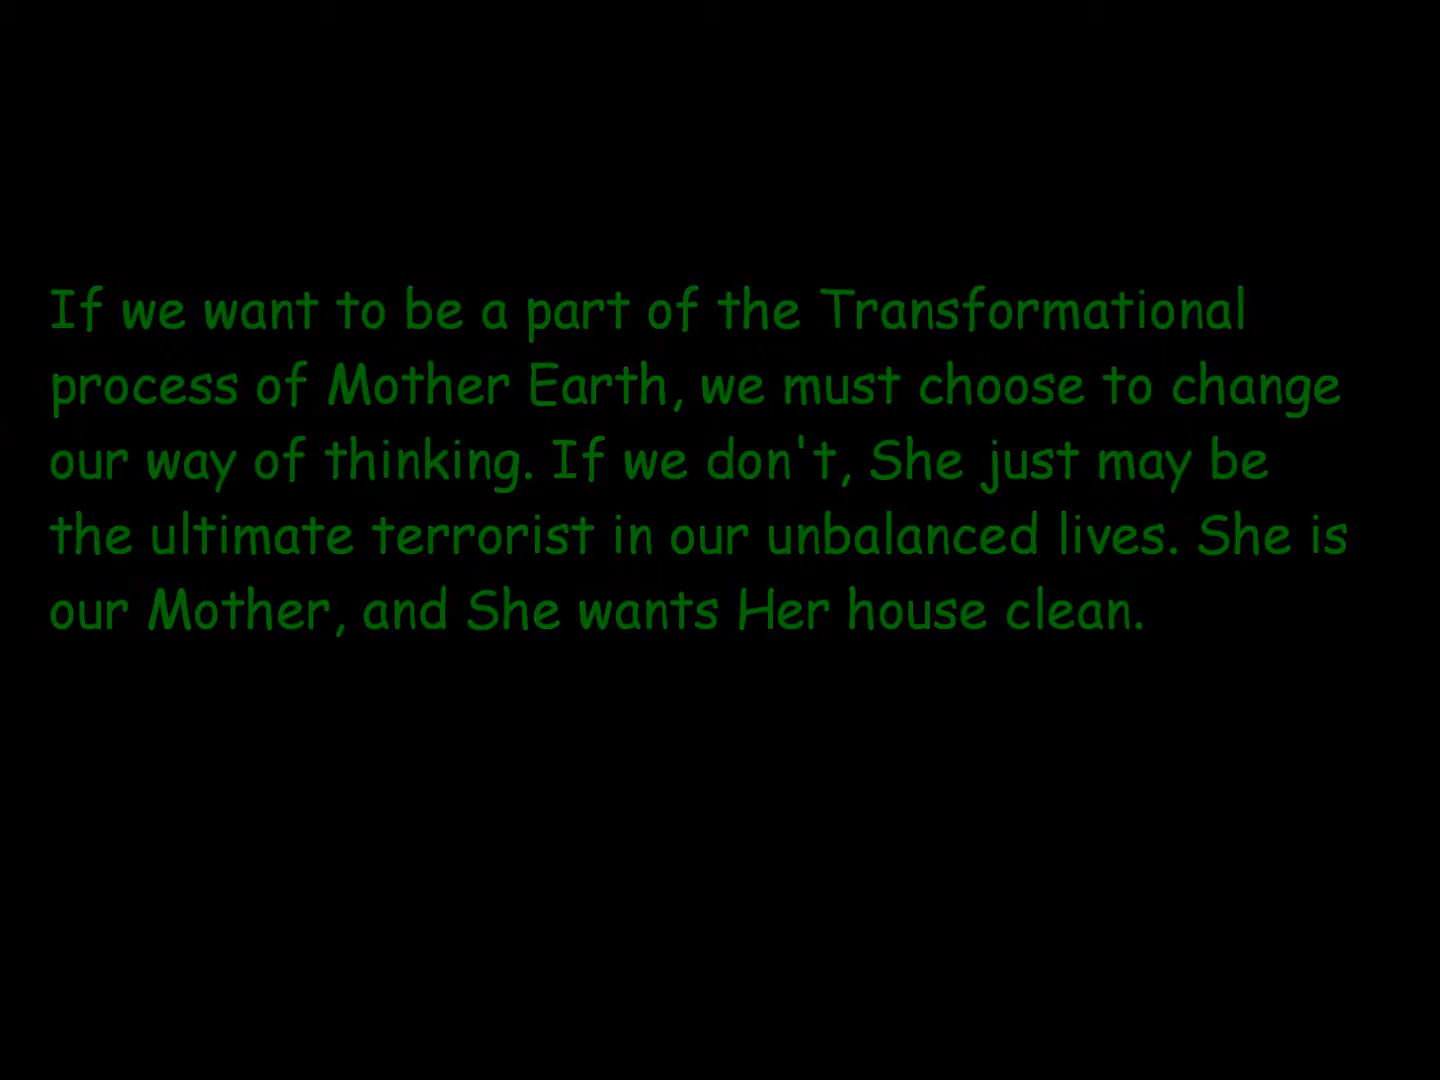 If we want to be a part of the Transformational
process of Mother Earth, we must choose to change
our way of thinking. If we don't, She just may be
the ultimate terrorist in our unbalanced lives. She is
our Mother, and She wants Her house clean.